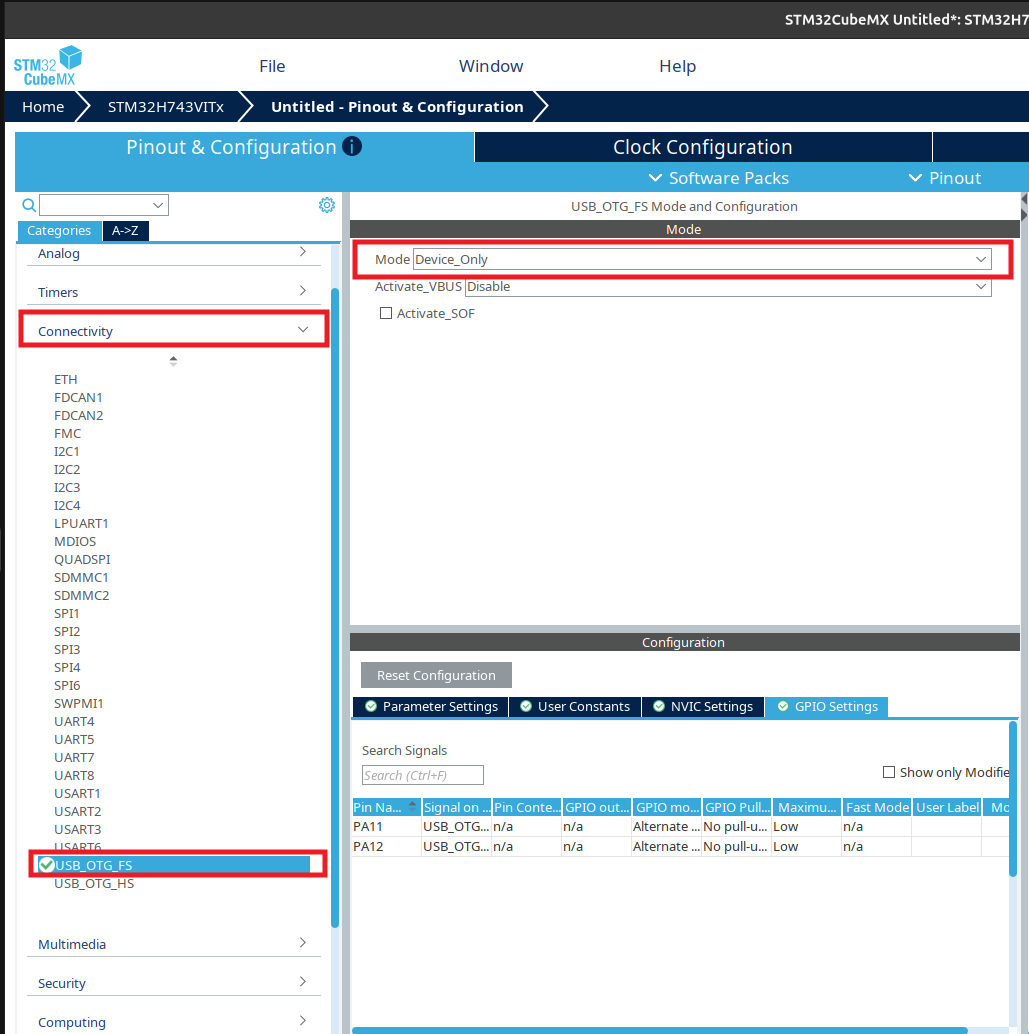 STM32CubeMX Untitled*: STM32H7
STM32
CubeMX
File Window Help
Home STM32H743VITx Untitled - Pinout & Configuration
Pinout & Configuration i Clock Configuration
Software Packs Pinout
Categories A->Z
Analog
Timers
Connectivity
ETH
FDCAN1
FDCAN2
FMC
I2C1
I2C2
I2C3
I2C4
LPUART1
MDIOS
QUADSPI
SDMMC1
SDMMC2
SPI1
SPI2
SPI3
SPI4
SPI6
SWPMI1
UART4
UART5
UART7
UART8
USART1
USART2
USART3
USART6
USB_OTG_FS
USB_OTG_HS
Multimedia
Security
Computing
USB_OTG_FS Mode and Configuration
Mode
Mode Device_Only
Activate_VBUS Disable
Activate_SOF
Configuration
Reset Configuration
Parameter Settings User Constants NVIC Settings GPIO Settings
Search Signals
Search (Ctrl+F) Show only Modifie
Pin Na... Signal on ... Pin Conte... GPIO out... GPIO mo... GPIO Pull... Maximu... Fast Mode User Label Mo
PA11 USB_OTG... n/a n/a Alternate ... No pull-u... Low n/a
PA12 USB_OTG... n/a n/a Alternate ... No pull-u... Low n/a